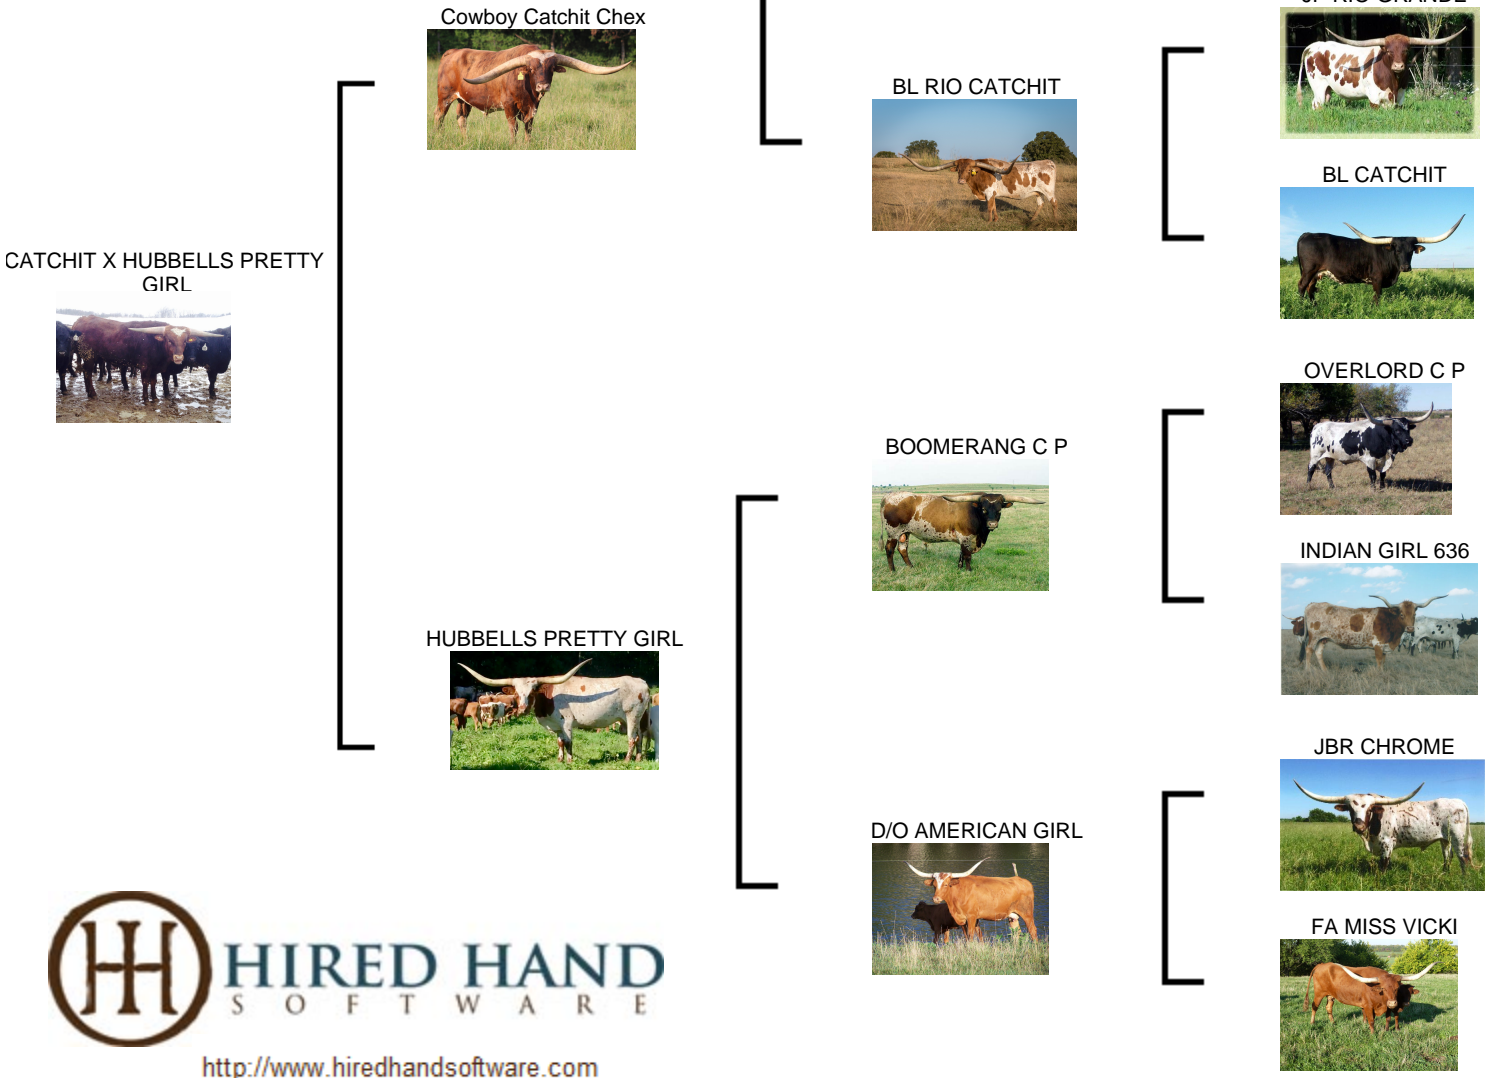 Cowboy Catchit Chex
BL RIO CATCHIT
BL CATCHIT
CATCHIT X HUBBELLS PRETTY
GIRL
OVERLORD C P
BOOMERANG C P
INDIAN GIRL 636
HUBBELLS PRETTY GIRL
JBR CHROME
D/O AMERICAN GIRL
FA MISS VICKI
HIRED HAND
SOFTWARE
http://www.hiredhandsoftware.com